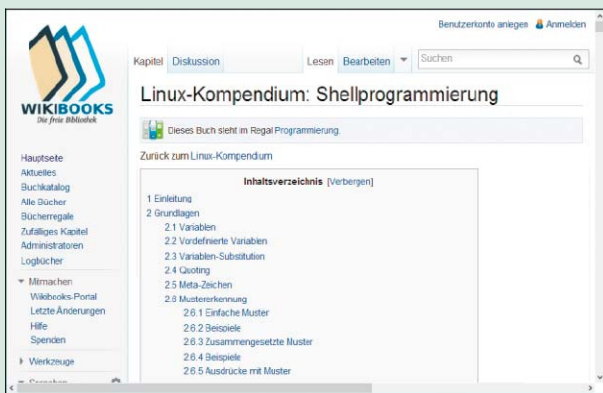 Benutzerkonto anlegen Anmelden
Kapitel Diskussion Lesen Bearbeiten Suchen
WIKIBOOKS
Die freie Bibliothek
Linux-Kompendium: Shellprogrammierung
Dieses Buch steht im Regal Programmierung.
Zurück zum Linux-Kompendium
Hauptseite
Aktuelles
Buchkatalog
Alle Bücher
Bücherregale
Zufälliges Kapitel
Administratoren
Logbücher
Mitmachen
Wikibooks-Portal
Letzte Änderungen
Hilfe
Spenden
Werkzeuge
Inhaltsverzeichnis [Verbergen]
1 Einleitung
2 Grundlagen
2.1 Variablen
2.2 Vordefinierte Variablen
2.3 Variablen-Substitution
2.4 Quoting
2.5 Meta-Zeichen
2.6 Mustererkennung
2.6.1 Einfache Muster
2.6.2 Beispiele
2.6.3 Zusammengesetzte Muster
2.6.4 Beispiele
2.6.5 Ausdrücke mit Muster